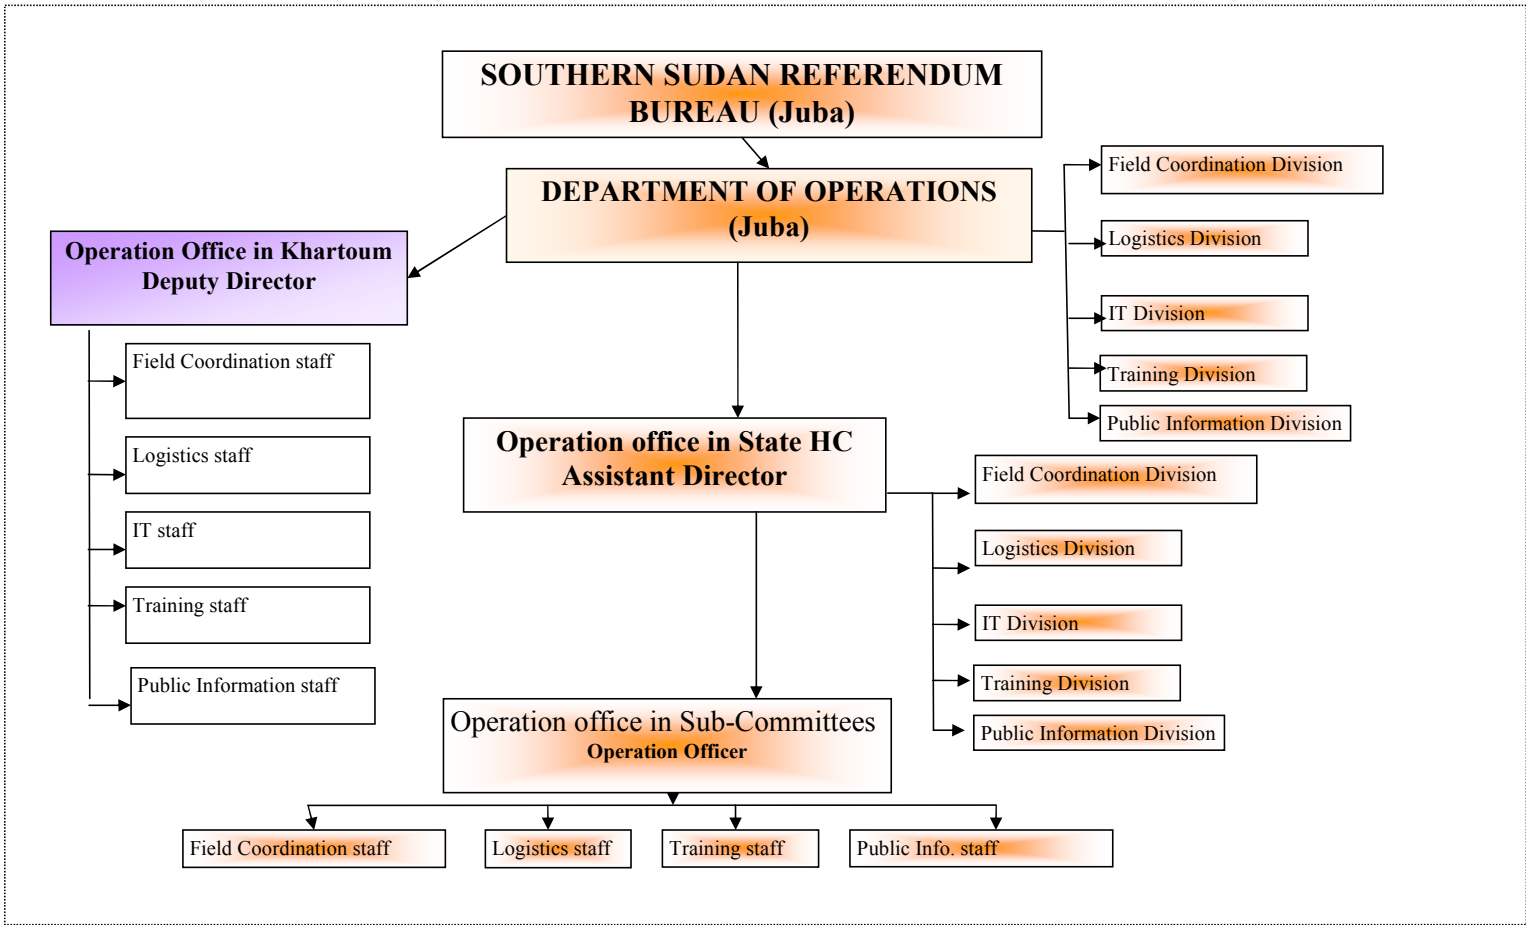 SOUTHERN SUDAN REFERENDUM
BUREAU (Juba)
DEPARTMENT OF OPERATIONS
(Juba)
Field Coordination Division
Logistics Division
IT Division
Training Division
Public Information Division
Operation Office in Khartoum
Deputy Director
Field Coordination staff
Logistics staff
IT staff
Training staff
Public Information staff
Operation office in State HC
Assistant Director
Field Coordination Division
Logistics Division
IT Division
Training Division
Public Information Division
Operation office in Sub-Committees
Operation Officer
Field Coordination staff
Logistics staff
Training staff
Public Info. staff